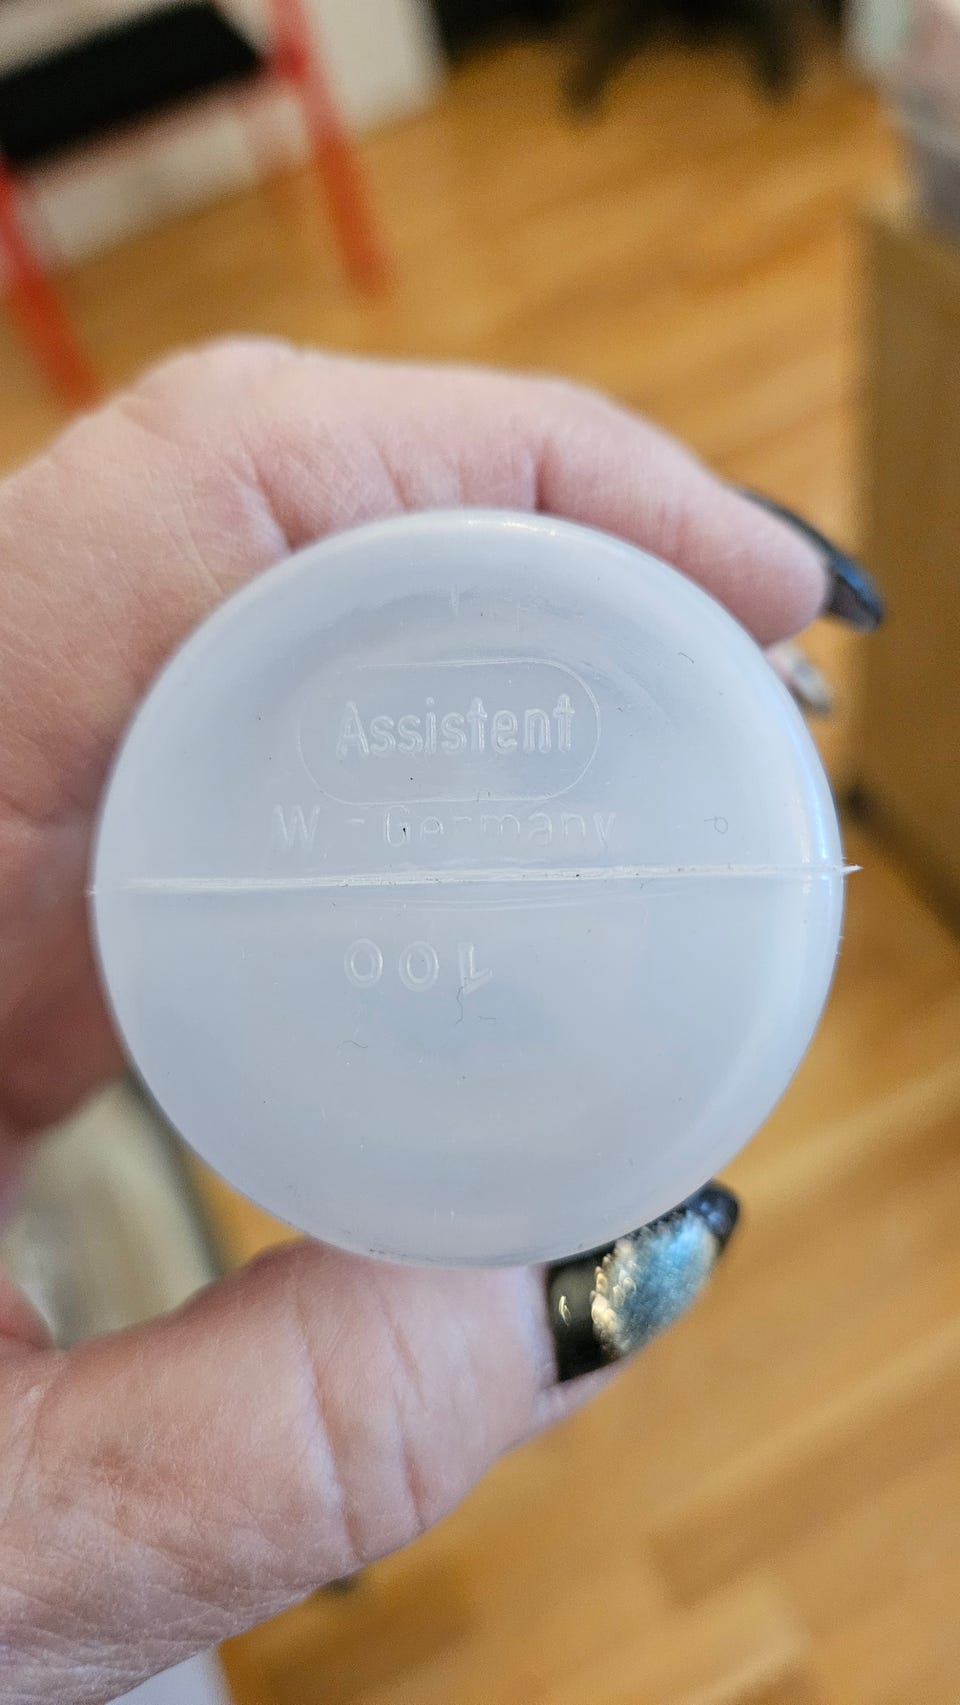 Assistent
W - Germany
100